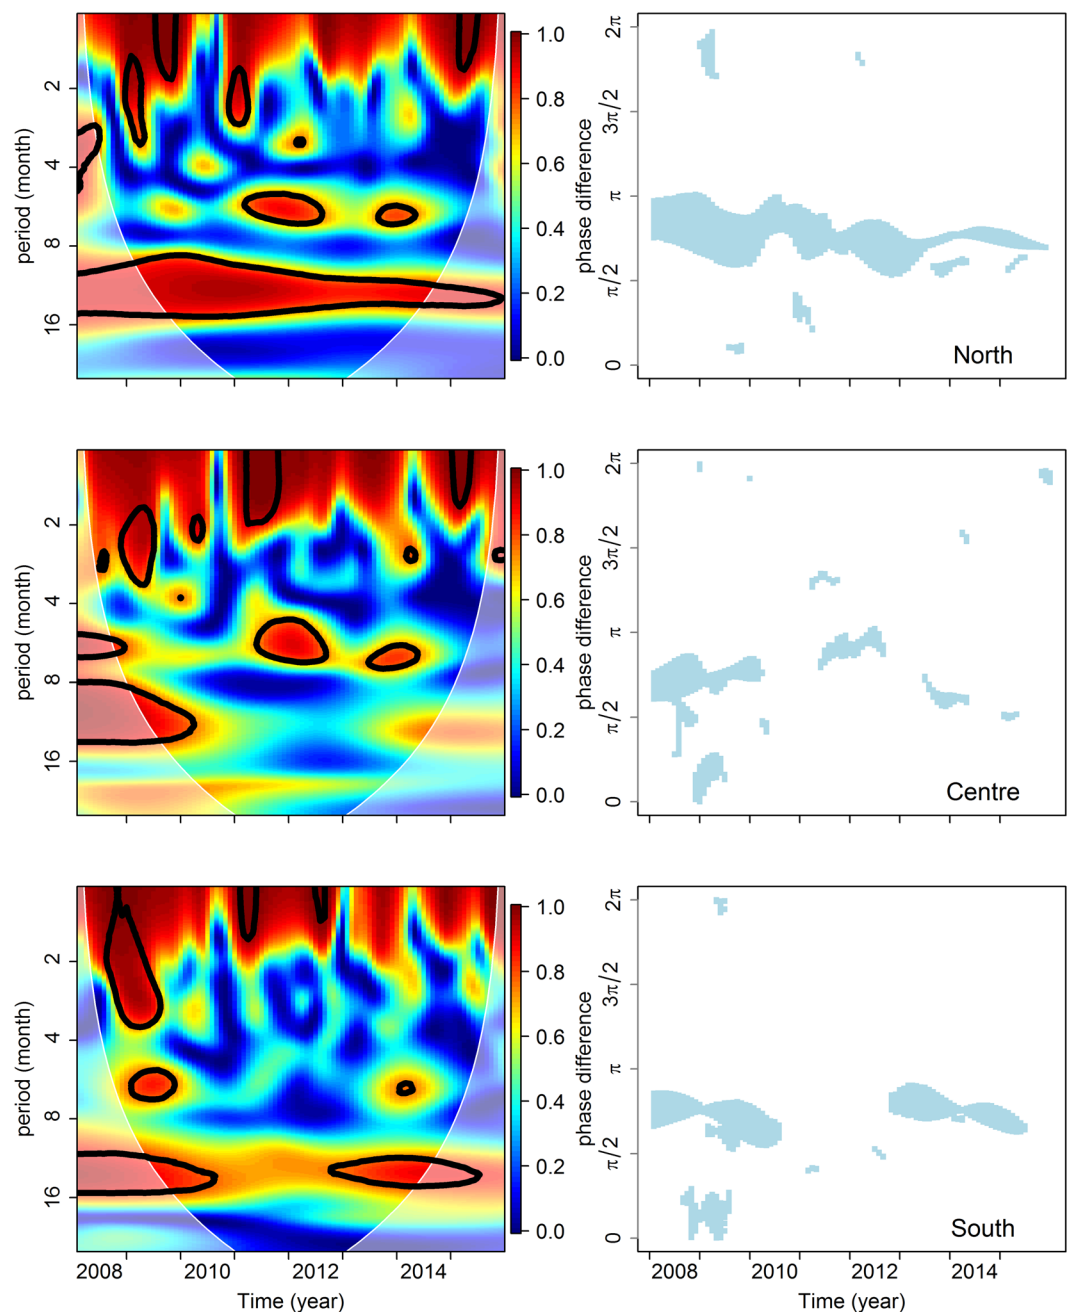 period (month)
2
4
8
16
1.0
0.8
0.6
0.4
0.2
0.0
phase difference
2π
3π/2
π
π/2
0
North
period (month)
2
4
8
16
1.0
0.8
0.6
0.4
0.2
0.0
phase difference
2π
3π/2
π
π/2
0
Centre
period (month)
2
4
8
16
2008 2010 2012 2014
Time (year)
1.0
0.8
0.6
0.4
0.2
0.0
phase difference
2π
3π/2
π
π/2
0
South
2008 2010 2012 2014
Time (year)